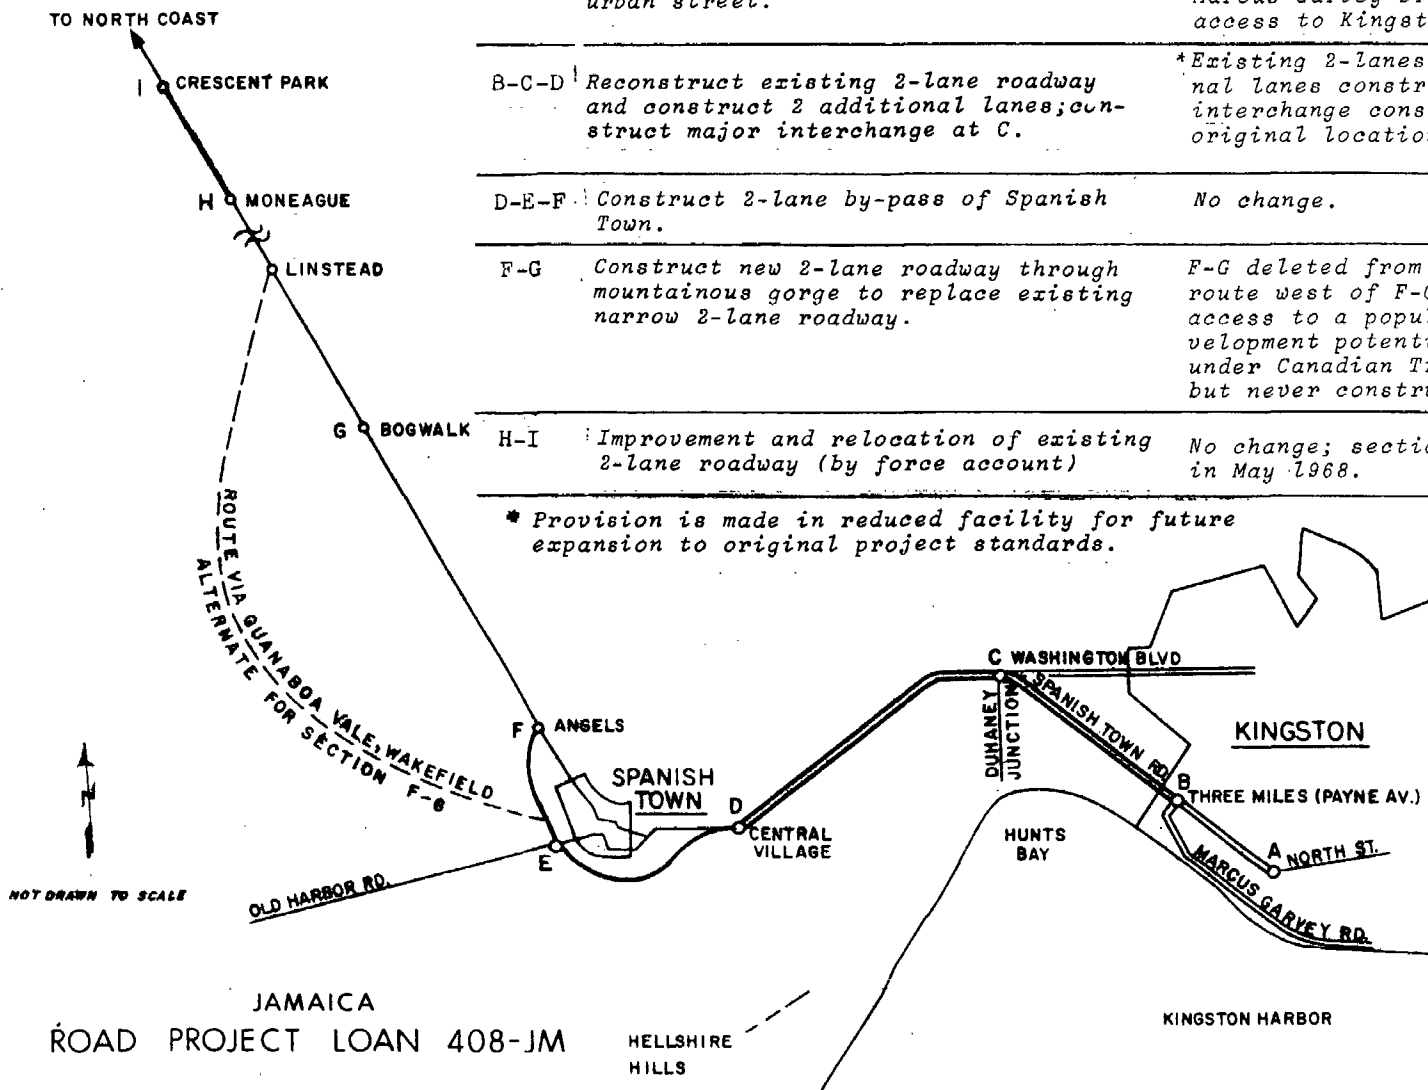 TO NORTH COAST
urban street.
access to Kingst
I CRESCENT PARK
B-C-D Reconstruct existing 2-lane roadway
and construct 2 additional lanes; con-
struct major interchange at C.
*Existing 2-lanes
nal lanes constr
interchange cons
original location
H MONEAGUE
D-E-F Construct 2-lane by-pass of Spanish
Town.
No change.
LINSTEAD
F-G Construct new 2-lane roadway through
mountainous gorge to replace existing
narrow 2-lane roadway.
F-G deleted from
route west of F-G
access to a popul
velopment potenti
under Canadian
but never constru
G BOGWALK
H-I Improvement and relocation of existing
2-lane roadway (by force account)
No change; sectio
in May 1968.
* Provision is made in reduced facility for future
expansion to original project standards.
ROUTE VIA GUANABOA VALE, WAKEFIELD
ALTERNATE FOR SECTION F-G
C WASHINGTON BLVD
DUHANEY
JUNCTION
SPANISH TOWN RD.
KINGSTON
F ANGELS
SPANISH
TOWN
D
CENTRAL
VILLAGE
B
THREE MILES (PAYNE AV.)
HUNTS
BAY
A NORTH ST.
MARCUS GARVEY RD.
E
OLD HARBOR RD.
N
NOT DRAWN TO SCALE
JAMAICA
ROAD PROJECT LOAN 408-JM
HELLSHIRE
HILLS
KINGSTON HARBOR